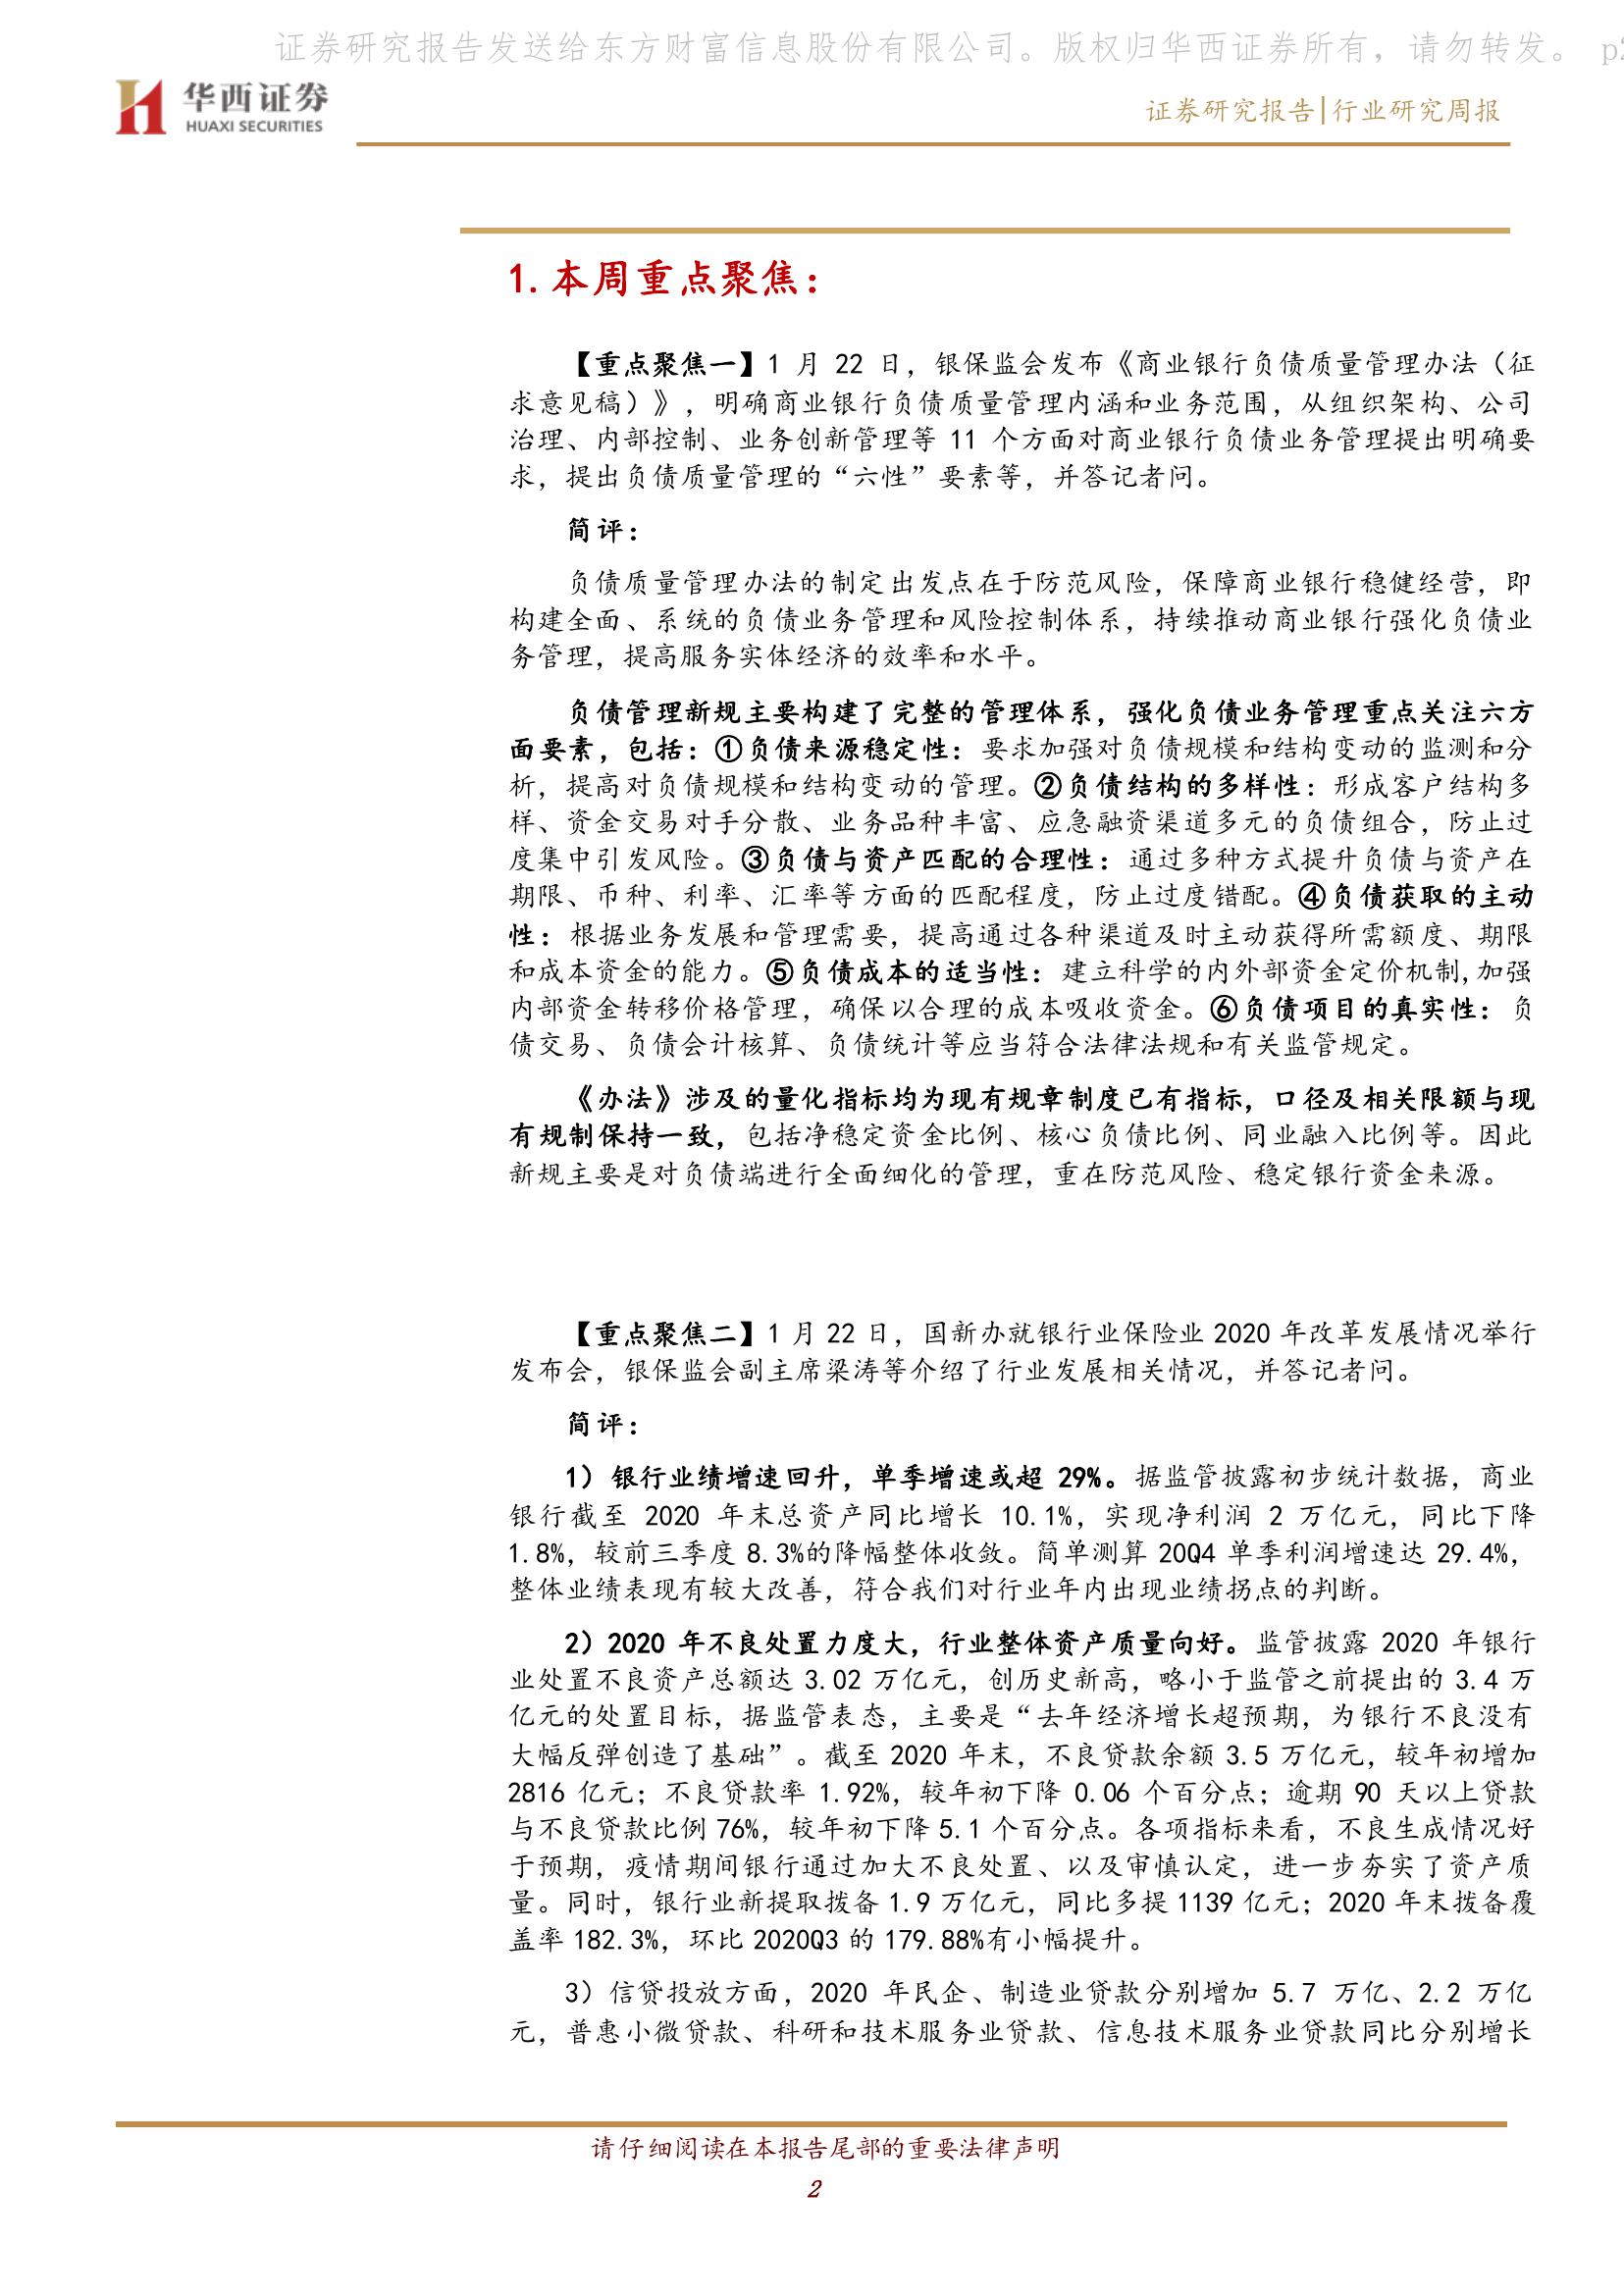 证券研究报告发送给东方财富信息股份有限公司。版权归华西证券所有，请勿转发。 p2
华西证券
HUAXI SECURITIES
证券研究报告|行业研究周报
1.本周重点聚焦：
【重点聚焦一】1 月 22 日，银保监会发布《商业银行负债质量管理办法（征
求意见稿）》，明确商业银行负债质量管理内涵和业务范围，从组织架构、公司
治理、内部控制、业务创新管理等 11 个方面对商业银行负债业务管理提出明确要
求，提出负债质量管理的“六性”要素等，并答记者问。
简评：
负债质量管理办法的制定出发点在于防范风险，保障商业银行稳健经营，即
构建全面、系统的负债业务管理和风险控制体系，持续推动商业银行强化负债业
务管理，提高服务实体经济的效率和水平。
负债管理新规主要构建了完整的管理体系，强化负债业务管理重点关注六方
面要素，包括：①负债来源稳定性：要求加强对负债规模和结构变动的监测和分
析，提高对负债规模和结构变动的管理。②负债结构的多样性：形成客户结构多
样、资金交易对手分散、业务品种丰富、应急融资渠道多元的负债组合，防止过
度集中引发风险。③负债与资产匹配的合理性：通过多种方式提升负债与资产在
期限、币种、利率、汇率等方面的匹配程度，防止过度错配。④负债获取的主动
性：根据业务发展和管理需要，提高通过各种渠道及时主动获得所需额度、期限
和成本资金的能力。⑤负债成本的适当性：建立科学的内外部资金定价机制,加强
内部资金转移价格管理，确保以合理的成本吸收资金。⑥负债项目的真实性：负
债交易、负债会计核算、负债统计等应当符合法律法规和有关监管规定。
《办法》涉及的量化指标均为现有规章制度已有指标，口径及相关限额与现
有规制保持一致，包括净稳定资金比例、核心负债比例、同业融入比例等。因此
新规主要是对负债端进行全面细化的管理，重在防范风险、稳定银行资金来源。
【重点聚焦二】1 月 22 日，国新办就银行业保险业 2020 年改革发展情况举行
发布会，银保监会副主席梁涛等介绍了行业发展相关情况，并答记者问。
简评：
1）银行业绩增速回升，单季增速或超 29%。据监管披露初步统计数据，商业
银行截至 2020 年末总资产同比增长 10.1%，实现净利润 2 万亿元，同比下降
1.8%，较前三季度 8.3%的降幅整体收敛。简单测算 20Q4 单季利润增速达 29.4%，
整体业绩表现有较大改善，符合我们对行业年内出现业绩拐点的判断。
2）2020 年不良处置力度大，行业整体资产质量向好。监管披露 2020 年银行
业处置不良资产总额达 3.02 万亿元，创历史新高，略小于监管之前提出的 3.4 万
亿元的处置目标，据监管表态，主要是“去年经济增长超预期，为银行不良没有
大幅反弹创造了基础”。截至 2020 年末，不良贷款余额 3.5 万亿元，较年初增加
2816 亿元；不良贷款率 1.92%，较年初下降 0.06 个百分点；逾期 90 天以上贷款
与不良贷款比例 76%，较年初下降 5.1 个百分点。各项指标来看，不良生成情况好
于预期，疫情期间银行通过加大不良处置、以及审慎认定，进一步夯实了资产质
量。同时，银行业新提取拨备 1.9 万亿元，同比多提 1139 亿元；2020 年末拨备覆
盖率 182.3%，环比 2020Q3 的 179.88%有小幅提升。
3）信贷投放方面，2020 年民企、制造业贷款分别增加 5.7 万亿、2.2 万亿
元，普惠小微贷款、科研和技术服务业贷款、信息技术服务业贷款同比分别增长
请仔细阅读在本报告尾部的重要法律声明
2